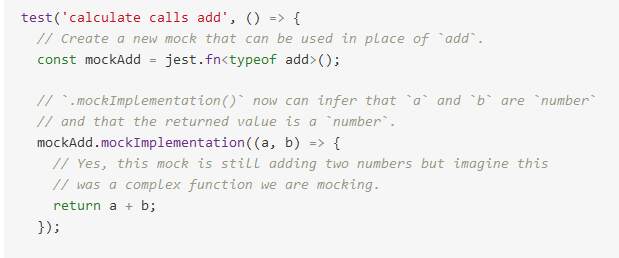 test('calculate calls add', () => {
  // Create a new mock that can be used in place of `add`.
  const mockAdd = jest.fn<typeof add>();
  // `.mockImplementation()` now can infer that `a` and `b` are `number`
  // and that the returned value is a `number`.
  mockAdd.mockImplementation((a, b) => {
    // Yes, this mock is still adding two numbers but imagine this
    // was a complex function we are mocking.
    return a + b;
  });